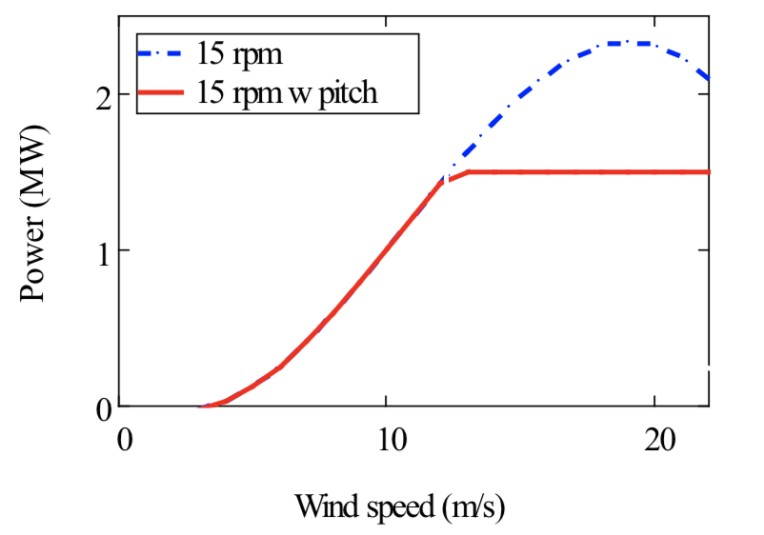 15 rpm
15 rpm w pitch
2
1
0
Power (MW)
0 10 20
Wind speed (m/s)